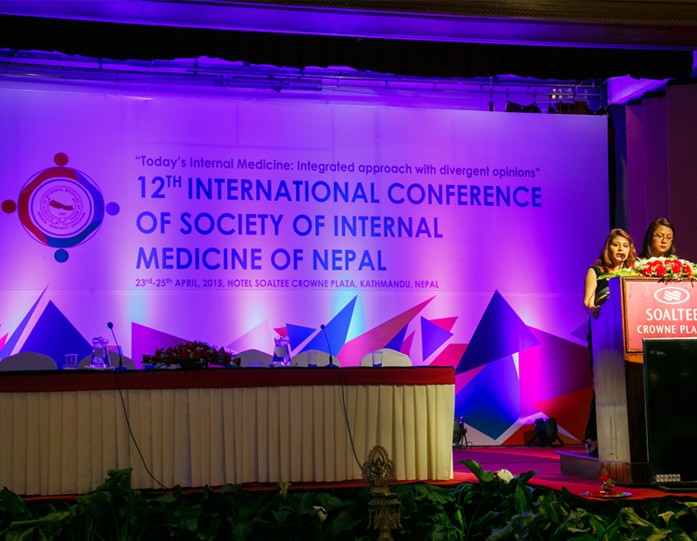 "Today's Internal Medicine: Integrated approach with divergent opinions"
12TH INTERNATIONAL CONFERENCE
OF SOCIETY OF INTERNAL
MEDICINE OF NEPAL
23rd-25th APRIL, 2015, HOTEL SOALTEE CROWNE PLAZA, KATHMANDU, NEPAL
SOALTEE
CROWNE PLA